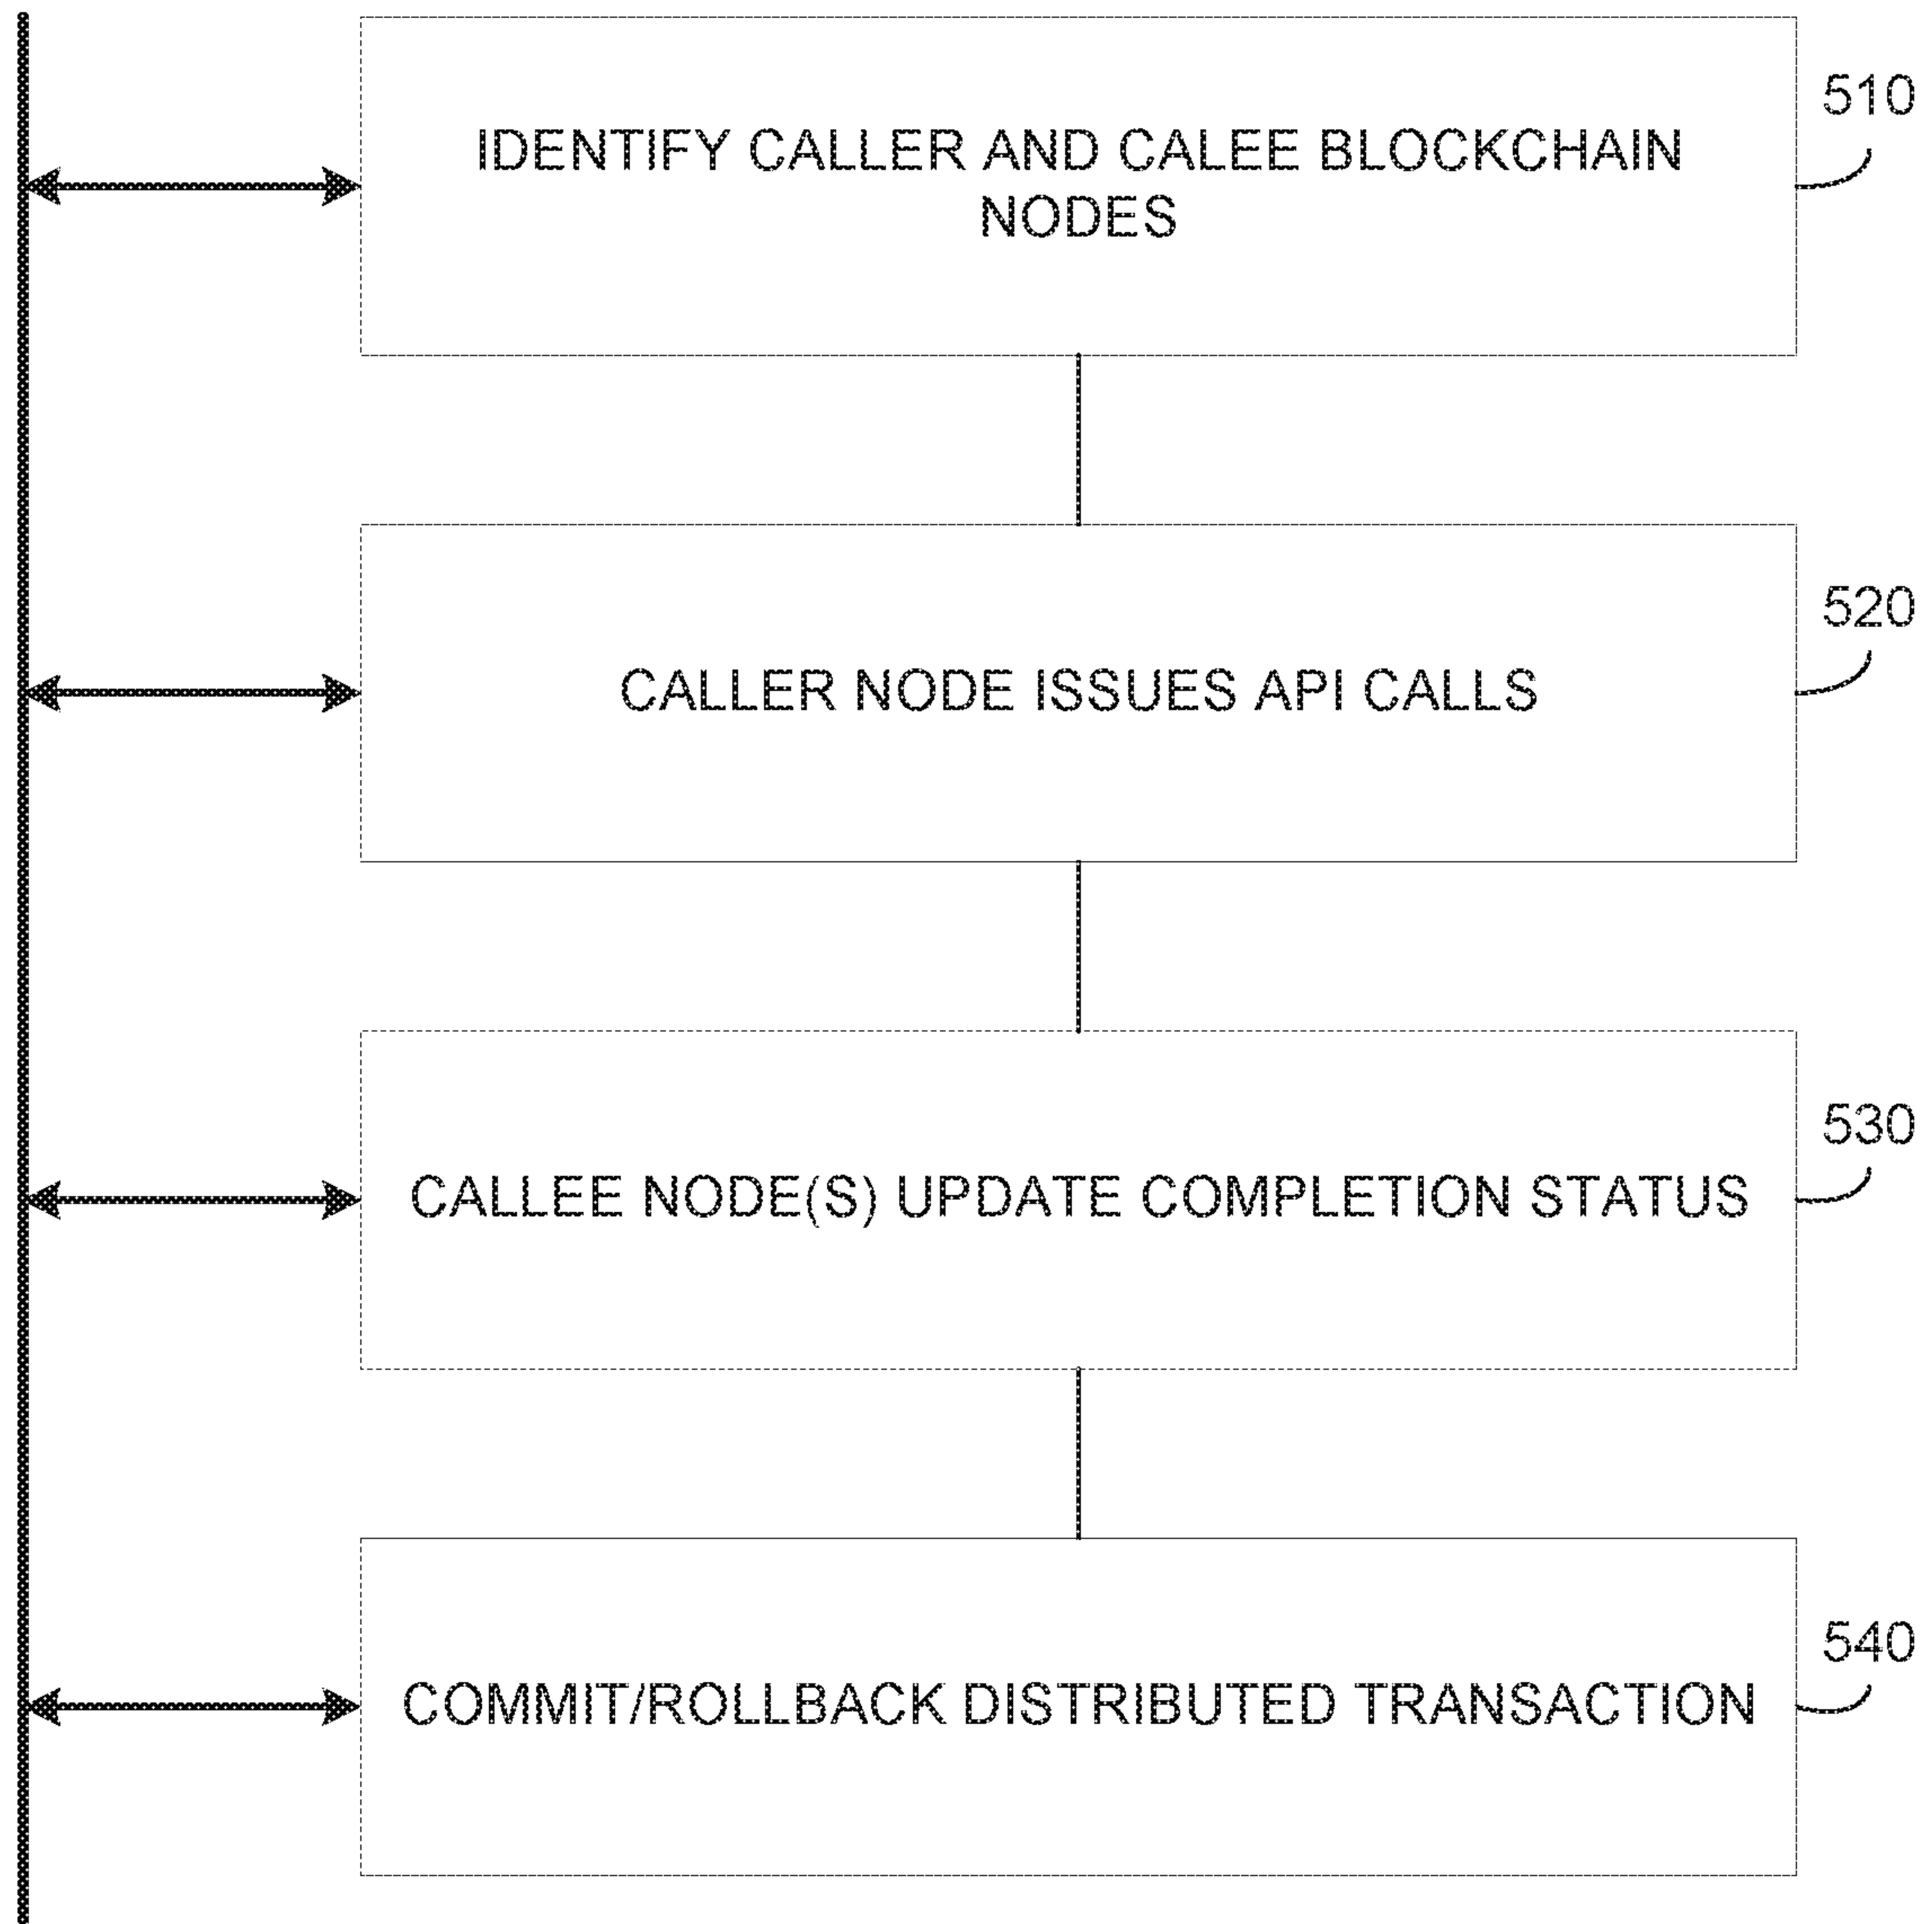 510
IDENTIFY CALLER AND CALEE BLOCKCHAIN
NODES
520
CALLER NODE ISSUES API CALLS
530
CALLEE NODE(S) UPDATE COMPLETION STATUS
540
COMMIT/ROLLBACK DISTRIBUTED TRANSACTION